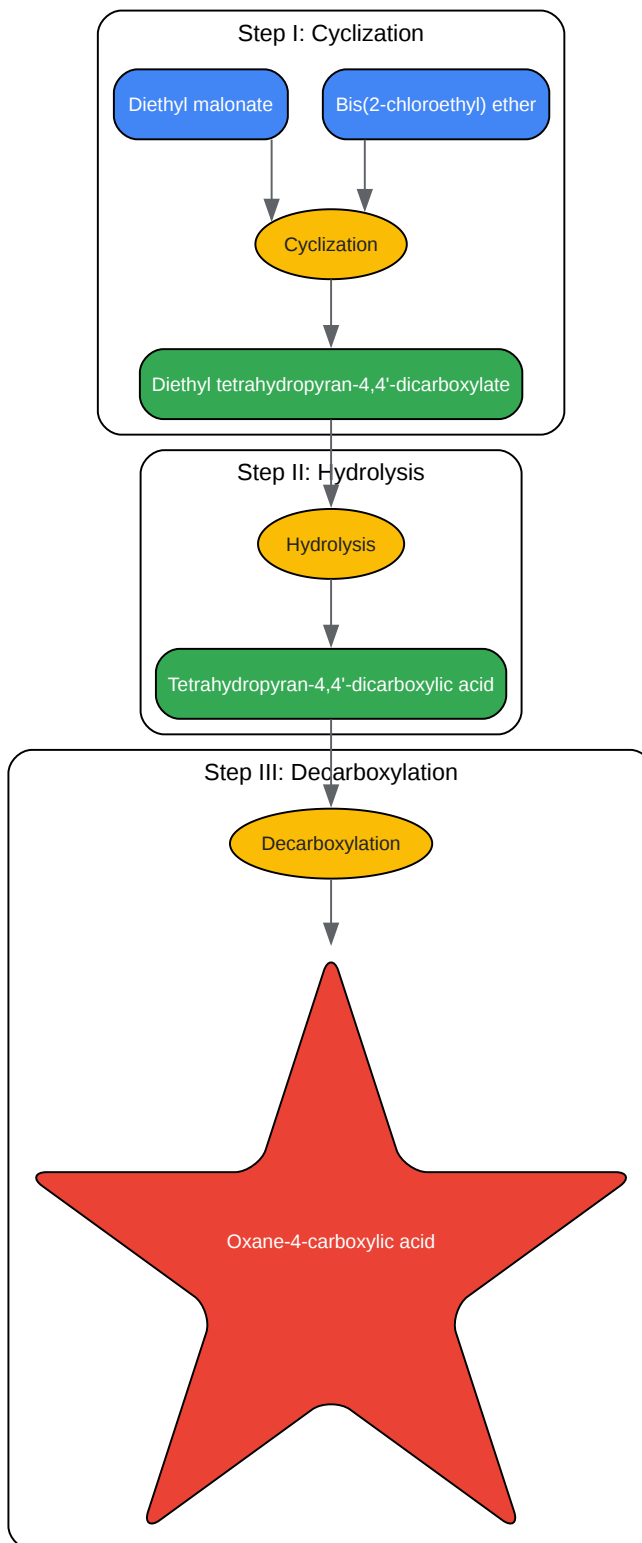 Step I: Cyclization
Diethyl malonate
Bis(2-chloroethyl) ether
Cyclization
Diethyl tetrahydropyran-4,4'-dicarboxylate
Step II: Hydrolysis
Hydrolysis
Tetrahydropyran-4,4'-dicarboxylic acid
Step III: Decarboxylation
Decarboxylation
Oxane-4-carboxylic acid